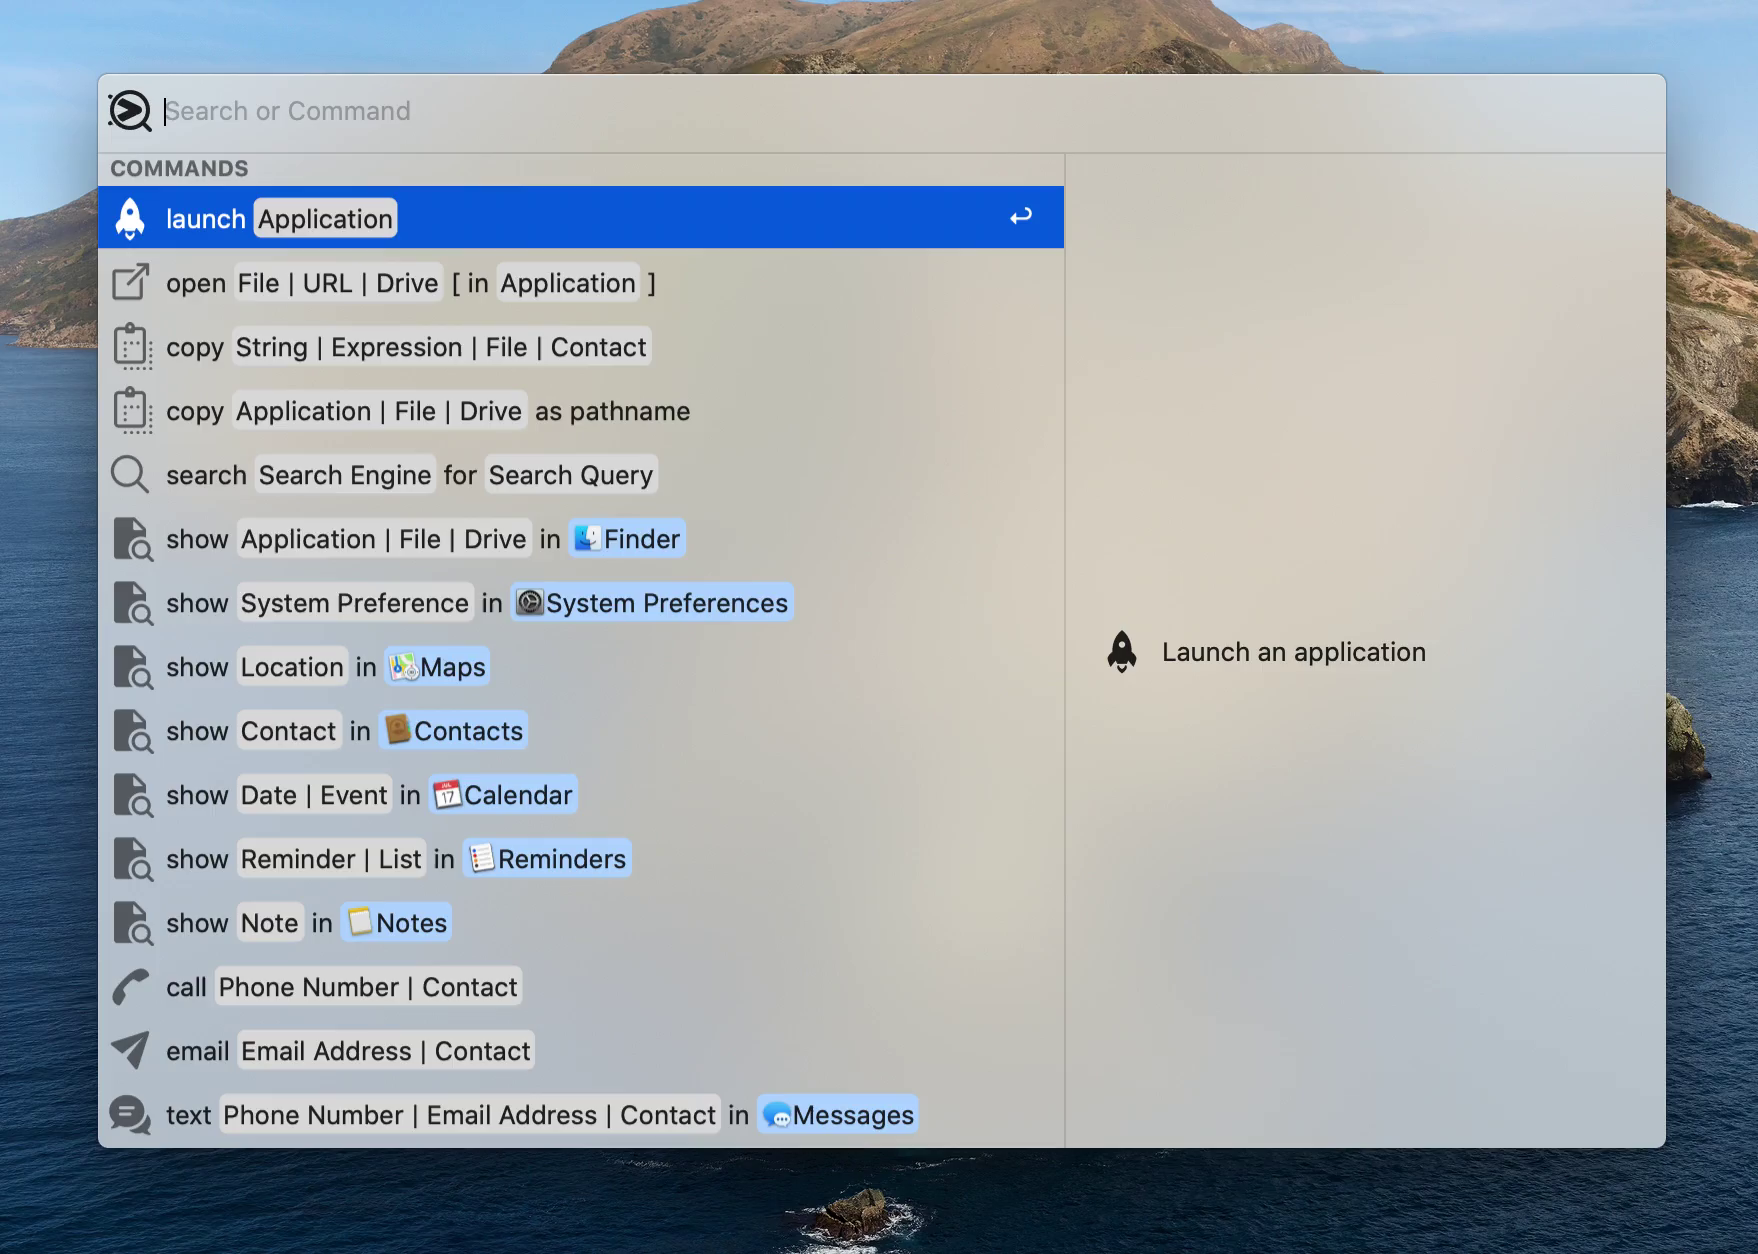 Search or Command
COMMANDS
launch Application
open File | URL | Drive [ in Application ]
copy String | Expression | File | Contact
copy Application | File | Drive as pathname
search Search Engine for Search Query
show Application | File | Drive in Finder
show System Preference in System Preferences
show Location in Maps
show Contact in Contacts
show Date | Event in JUL 17 Calendar
show Reminder | List in Reminders
show Note in Notes
call Phone Number | Contact
email Email Address | Contact
text Phone Number | Email Address | Contact in Messages
Launch an application